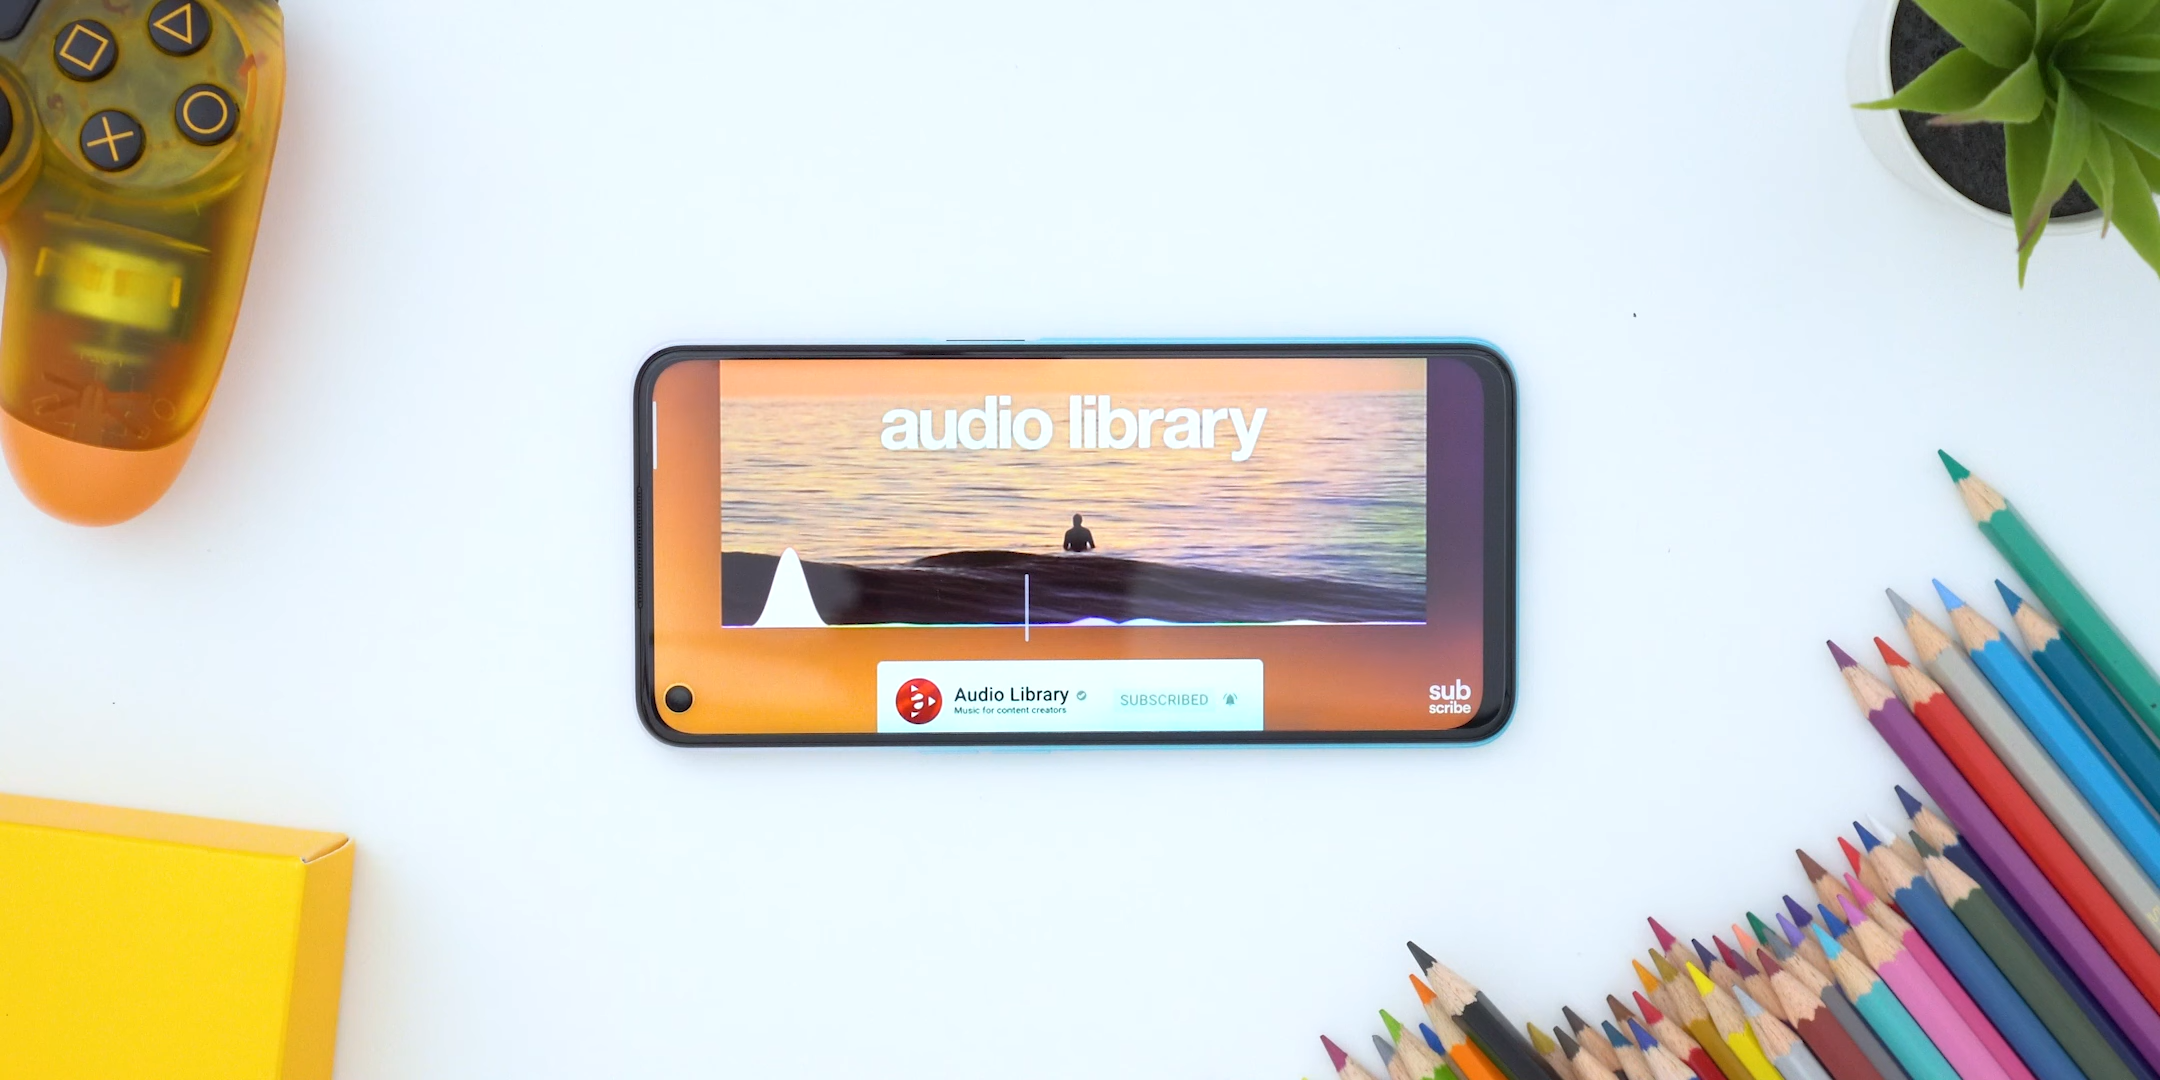 audio library
Audio Library
Music for content creators
SUBSCRIBED
sub
scribe